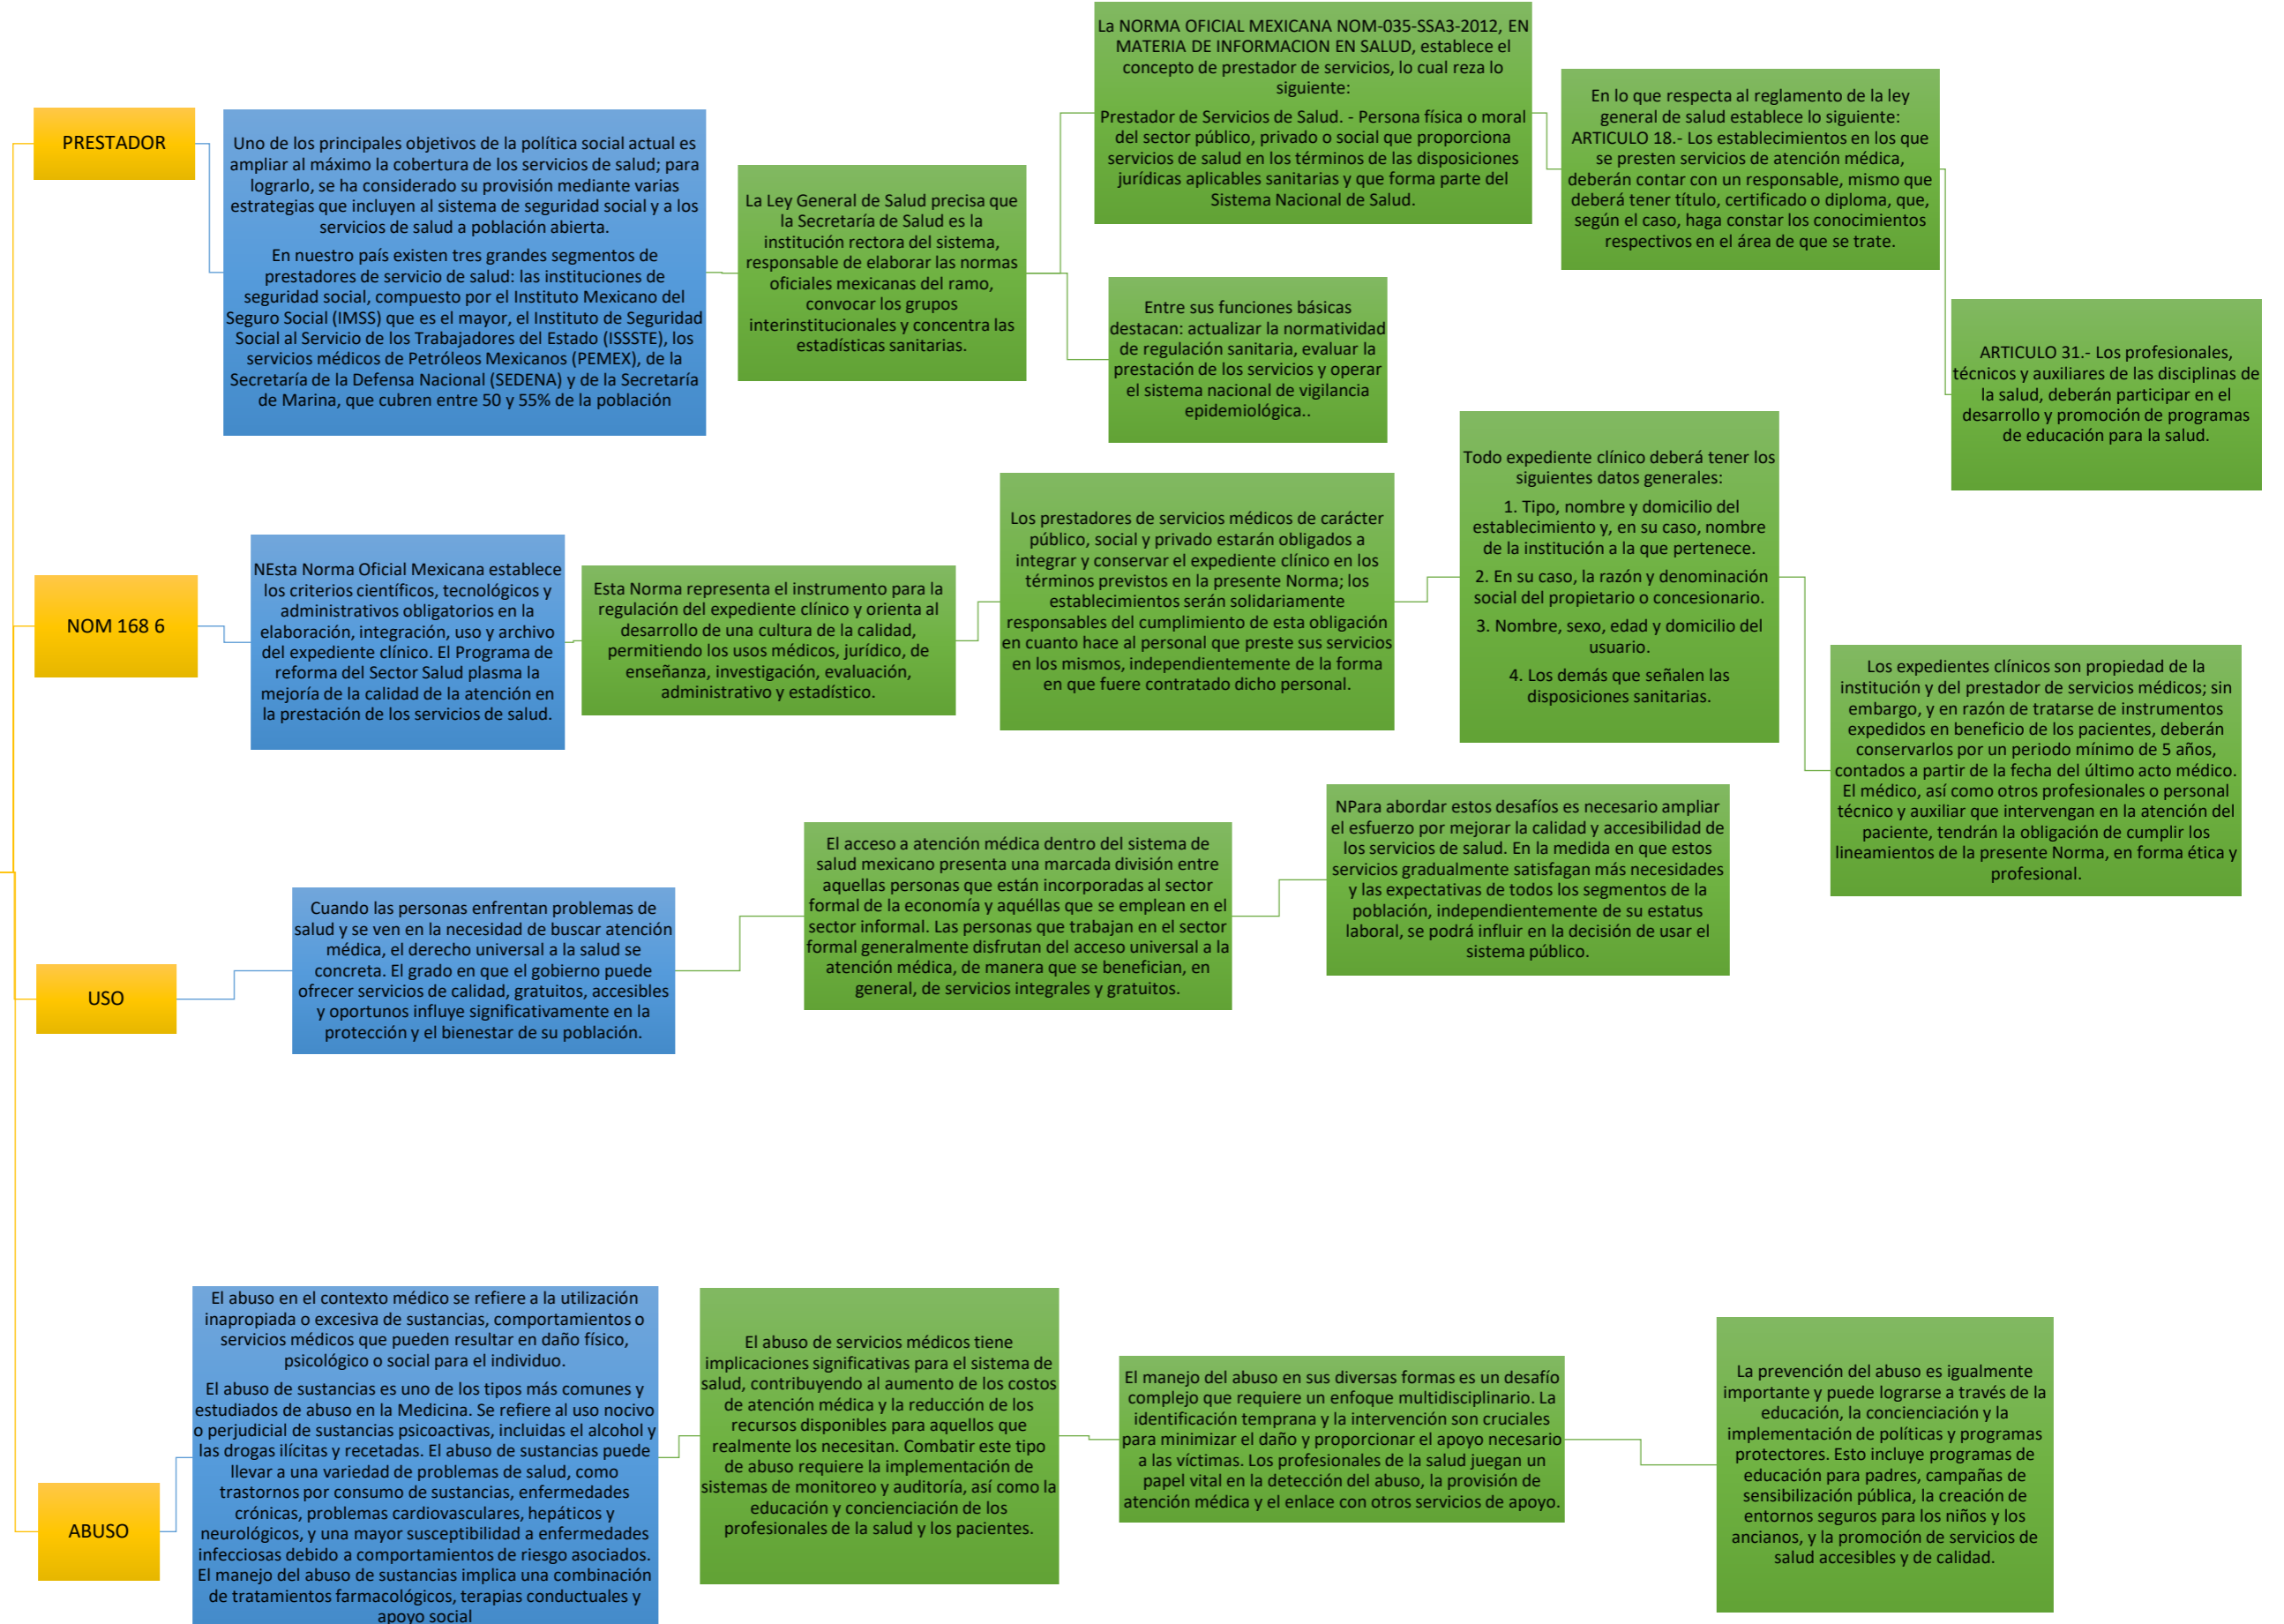 PRESTADOR
Uno de los principales objetivos de la política social actual es
ampliar al máximo la cobertura de los servicios de salud; para
lograrlo, se ha considerado su provisión mediante varias
estrategias que incluyen al sistema de seguridad social y a los
servicios de salud a población abierta.
En nuestro país existen tres grandes segmentos de
prestadores de servicio de salud: las instituciones de
seguridad social, compuesto por el Instituto Mexicano del
Seguro Social (IMSS) que es el mayor, el Instituto de Seguridad
Social al Servicio de los Trabajadores del Estado (ISSSTE), los
servicios médicos de Petróleos Mexicanos (PEMEX), de la
Secretaría de la Defensa Nacional (SEDENA) y de la Secretaría
de Marina, que cubren entre 50 y 55% de la población
La Ley General de Salud precisa que
la Secretaría de Salud es la
institución rectora del sistema,
responsable de elaborar las normas
oficiales mexicanas del ramo,
convocar los grupos
interinstitucionales y concentra las
estadísticas sanitarias.
La NORMA OFICIAL MEXICANA NOM-035-SSA3-2012, EN
MATERIA DE INFORMACION EN SALUD, establece el
concepto de prestador de servicios, lo cual reza lo
siguiente:
Prestador de Servicios de Salud. - Persona física o moral
del sector público, privado o social que proporciona
servicios de salud en los términos de las disposiciones
jurídicas aplicables sanitarias y que forma parte del
Sistema Nacional de Salud.
Entre sus funciones básicas
destacan: actualizar la normatividad
de regulación sanitaria, evaluar la
prestación de los servicios y operar
el sistema nacional de vigilancia
epidemiológica..
En lo que respecta al reglamento de la ley
general de salud establece lo siguiente:
ARTICULO 18.- Los establecimientos en los que
se presten servicios de atención médica,
deberán contar con un responsable, mismo que
deberá tener título, certificado o diploma, que,
según el caso, haga constar los conocimientos
respectivos en el área de que se trate.
ARTICULO 31.- Los profesionales,
técnicos y auxiliares de las disciplinas de
la salud, deberán participar en el
desarrollo y promoción de programas
de educación para la salud.
NOM 168 6
NEsta Norma Oficial Mexicana establece
los criterios científicos, tecnológicos y
administrativos obligatorios en la
elaboración, integración, uso y archivo
del expediente clínico. El Programa de
reforma del Sector Salud plasma la
mejoría de la calidad de la atención en
la prestación de los servicios de salud.
Esta Norma representa el instrumento para la
regulación del expediente clínico y orienta al
desarrollo de una cultura de la calidad,
permitiendo los usos médicos, jurídico, de
enseñanza, investigación, evaluación,
administrativo y estadístico.
Los prestadores de servicios médicos de carácter
público, social y privado estarán obligados a
integrar y conservar el expediente clínico en los
términos previstos en la presente Norma; los
establecimientos serán solidariamente
responsables del cumplimiento de esta obligación
en cuanto hace al personal que preste sus servicios
en los mismos, independientemente de la forma
en que fuere contratado dicho personal.
Todo expediente clínico deberá tener los
siguientes datos generales:
1. Tipo, nombre y domicilio del
establecimiento y, en su caso, nombre
de la institución a la que pertenece.
2. En su caso, la razón y denominación
social del propietario o concesionario.
3. Nombre, sexo, edad y domicilio del
usuario.
4. Los demás que señalen las
disposiciones sanitarias.
Los expedientes clínicos son propiedad de la
institución y del prestador de servicios médicos; sin
embargo, y en razón de tratarse de instrumentos
expedidos en beneficio de los pacientes, deberán
conservarlos por un periodo mínimo de 5 años,
contados a partir de la fecha del último acto médico.
El médico, así como otros profesionales o personal
técnico y auxiliar que intervengan en la atención del
paciente, tendrán la obligación de cumplir los
lineamientos de la presente Norma, en forma ética y
profesional.
USO
Cuando las personas enfrentan problemas de
salud y se ven en la necesidad de buscar atención
médica, el derecho universal a la salud se
concreta. El grado en que el gobierno puede
ofrecer servicios de calidad, gratuitos, accesibles
y oportunos influye significativamente en la
protección y el bienestar de su población.
El acceso a atención médica dentro del sistema de
salud mexicano presenta una marcada división entre
aquellas personas que están incorporadas al sector
formal de la economía y aquéllas que se emplean en el
sector informal. Las personas que trabajan en el sector
formal generalmente disfrutan del acceso universal a la
atención médica, de manera que se benefician, en
general, de servicios integrales y gratuitos.
NPara abordar estos desafíos es necesario ampliar
el esfuerzo por mejorar la calidad y accesibilidad de
los servicios de salud. En la medida en que estos
servicios gradualmente satisfagan más necesidades
y las expectativas de todos los segmentos de la
población, independientemente de su estatus
laboral, se podrá influir en la decisión de usar el
sistema público.
ABUSO
El abuso en el contexto médico se refiere a la utilización
inapropiada o excesiva de sustancias, comportamientos o
servicios médicos que pueden resultar en daño físico,
psicológico o social para el individuo.
El abuso de sustancias es uno de los tipos más comunes y
estudiados de abuso en la Medicina. Se refiere al uso nocivo
o perjudicial de sustancias psicoactivas, incluidas el alcohol y
las drogas ilícitas y recetadas. El abuso de sustancias puede
llevar a una variedad de problemas de salud, como
trastornos por consumo de sustancias, enfermedades
crónicas, problemas cardiovasculares, hepáticos y
neurológicos, y una mayor susceptibilidad a enfermedades
infecciosas debido a comportamientos de riesgo asociados.
El manejo del abuso de sustancias implica una combinación
de tratamientos farmacológicos, terapias conductuales y
apoyo social
El abuso de servicios médicos tiene
implicaciones significativas para el sistema de
salud, contribuyendo al aumento de los costos
de atención médica y la reducción de los
recursos disponibles para aquellos que
realmente los necesitan. Combatir este tipo
de abuso requiere la implementación de
sistemas de monitoreo y auditoría, así como la
educación y concienciación de los
profesionales de la salud y los pacientes.
El manejo del abuso en sus diversas formas es un desafío
complejo que requiere un enfoque multidisciplinario. La
identificación temprana y la intervención son cruciales
para minimizar el daño y proporcionar el apoyo necesario
a las víctimas. Los profesionales de la salud juegan un
papel vital en la detección del abuso, la provisión de
atención médica y el enlace con otros servicios de apoyo.
La prevención del abuso es igualmente
importante y puede lograrse a través de la
educación, la concienciación y la
implementación de políticas y programas
protectores. Esto incluye programas de
educación para padres, campañas de
sensibilización pública, la creación de
entornos seguros para los niños y los
ancianos, y la promoción de servicios de
salud accesibles y de calidad.